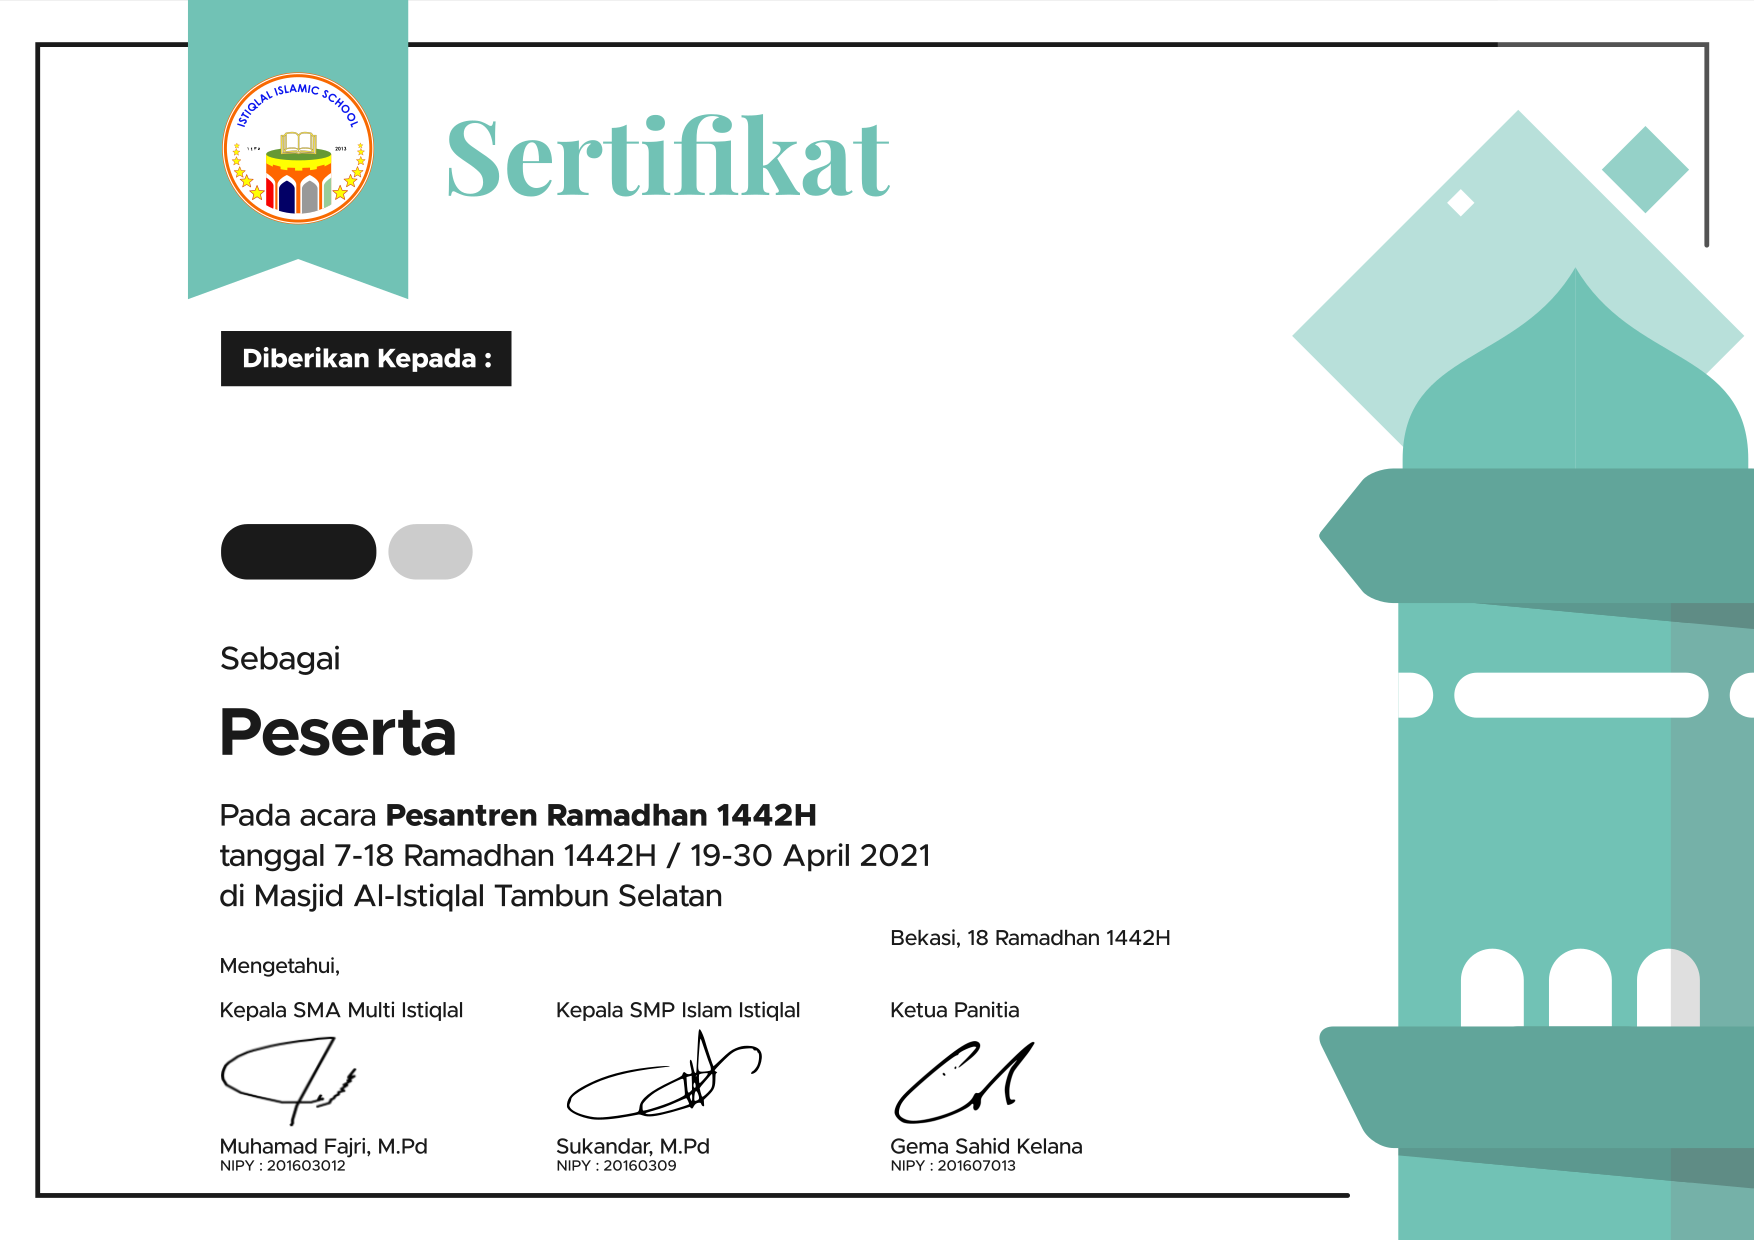 ISTIQLAL ISLAMIC SCHOOL
2013
Sertifikat
Diberikan Kepada :
Sebagai
Peserta
Pada acara Pesantren Ramadhan 1442H
tanggal 7-18 Ramadhan 1442H / 19-30 April 2021
di Masjid Al-Istiqlal Tambun Selatan
Bekasi, 18 Ramadhan 1442H
Mengetahui,
Kepala SMA Multi Istiqlal
Kepala SMP Islam Istiqlal
Ketua Panitia
Muhamad Fajri, M.Pd
NIPY : 201603012
Sukandar, M.Pd
NIPY : 20160309
Gema Sahid Kelana
NIPY : 201607013